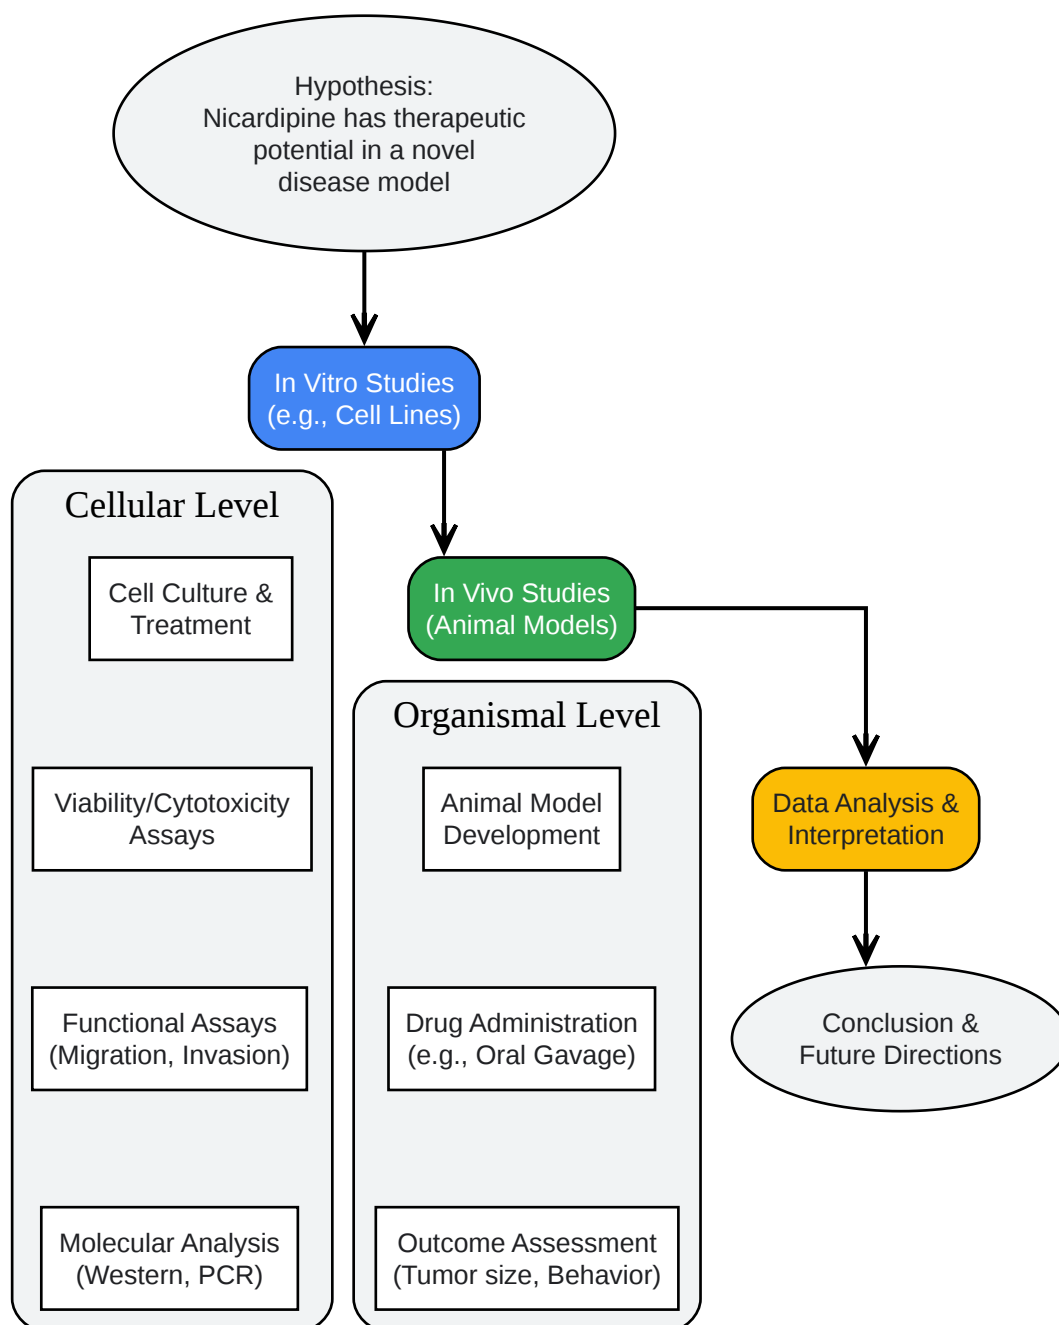 Hypothesis:
Nicardipine has therapeutic
potential in a novel
disease model
In Vitro Studies
(e.g., Cell Lines)
Cellular Level
Cell Culture &
Treatment
Viability/Cytotoxicity
Assays
Functional Assays
(Migration, Invasion)
Molecular Analysis
(Western, PCR)
In Vivo Studies
(Animal Models)
Organismal Level
Animal Model
Development
Drug Administration
(e.g., Oral Gavage)
Outcome Assessment
(Tumor size, Behavior)
Data Analysis &
Interpretation
Conclusion &
Future Directions